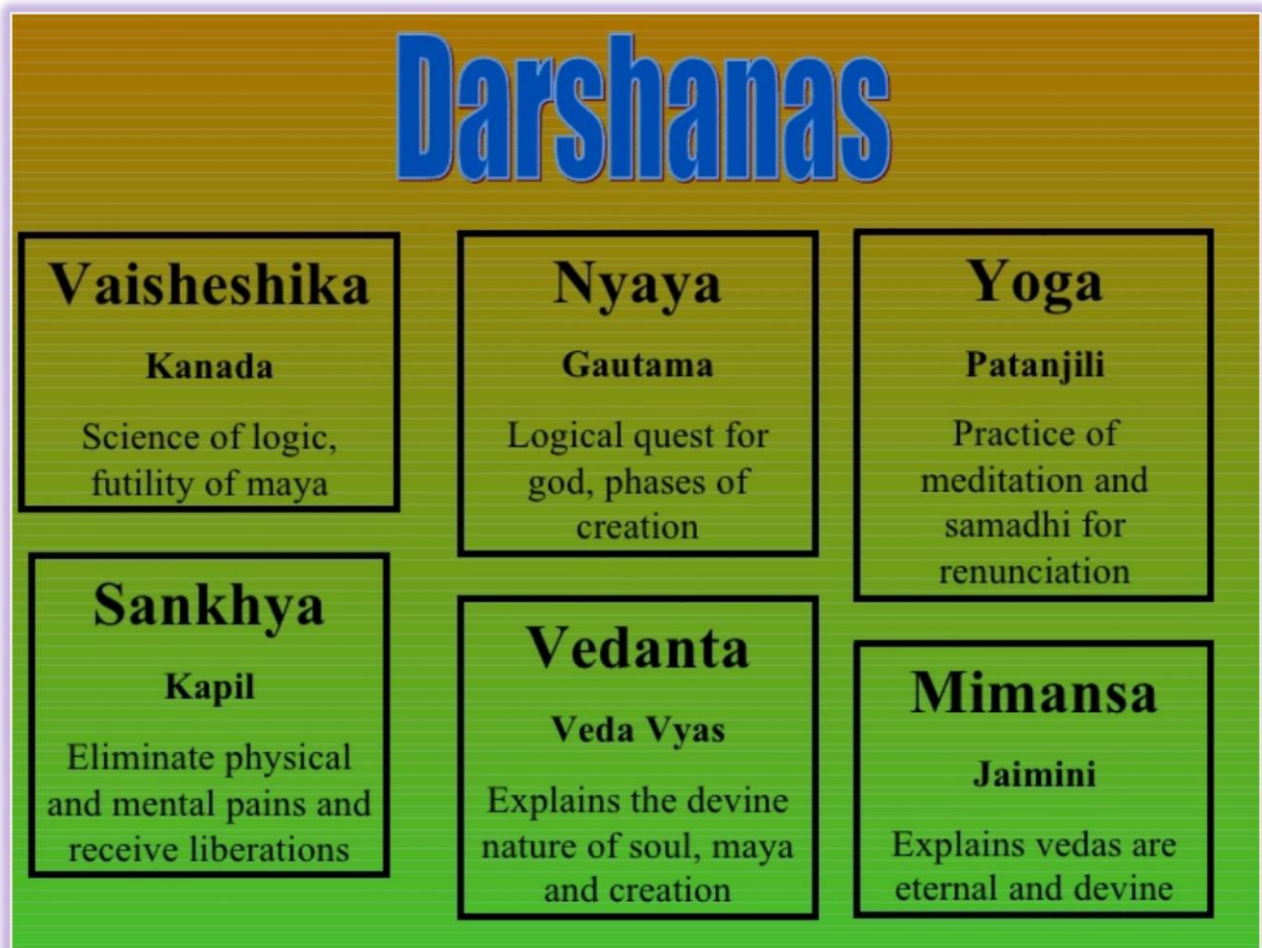 Darshanas
Vaisheshika
Kanada
Science of logic,
futility of maya
Nyaya
Gautama
Logical quest for
god, phases of
creation
Yoga
Patanjili
Practice of
meditation and
samadhi for
renunciation
Sankhya
Kapil
Eliminate physical
and mental pains and
receive liberations
Vedanta
Veda Vyas
Explains the devine
nature of soul, maya
and creation
Mimansa
Jaimini
Explains vedas are
eternal and devine